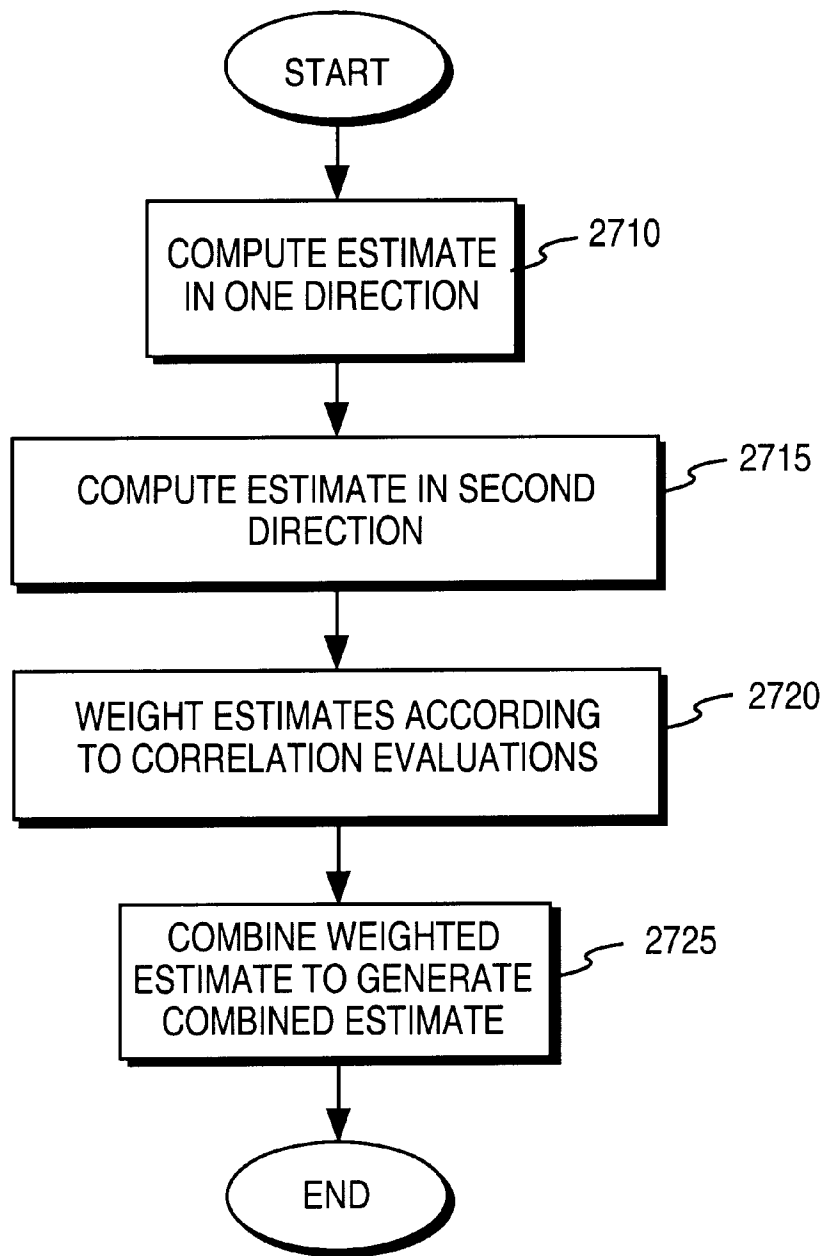 START
COMPUTE ESTIMATE
IN ONE DIRECTION
2710
COMPUTE ESTIMATE IN SECOND
DIRECTION
2715
WEIGHT ESTIMATES ACCORDING
TO CORRELATION EVALUATIONS
2720
COMBINE WEIGHTED
ESTIMATE TO GENERATE
COMBINED ESTIMATE
2725
END